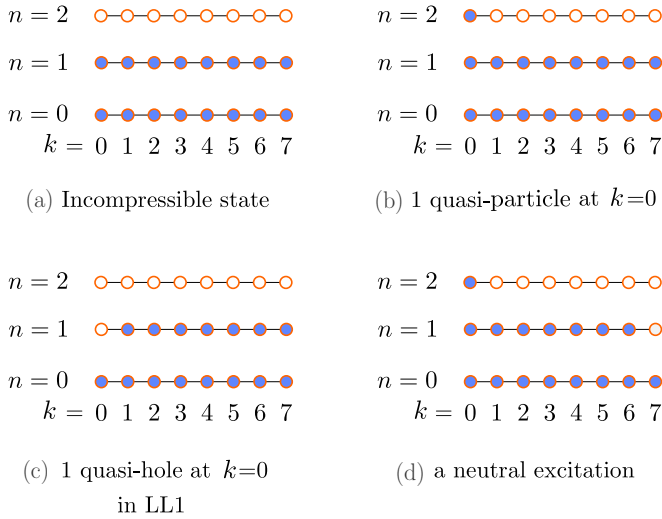 n = 2
n = 1
n = 0
k = 0 1 2 3 4 5 6 7
(a) Incompressible state
n = 2
n = 1
n = 0
k = 0 1 2 3 4 5 6 7
(b) 1 quasi-particle at k=0
n = 2
n = 1
n = 0
k = 0 1 2 3 4 5 6 7
(c) 1 quasi-hole at k=0
in LL1
n = 2
n = 1
n = 0
k = 0 1 2 3 4 5 6 7
(d) a neutral excitation